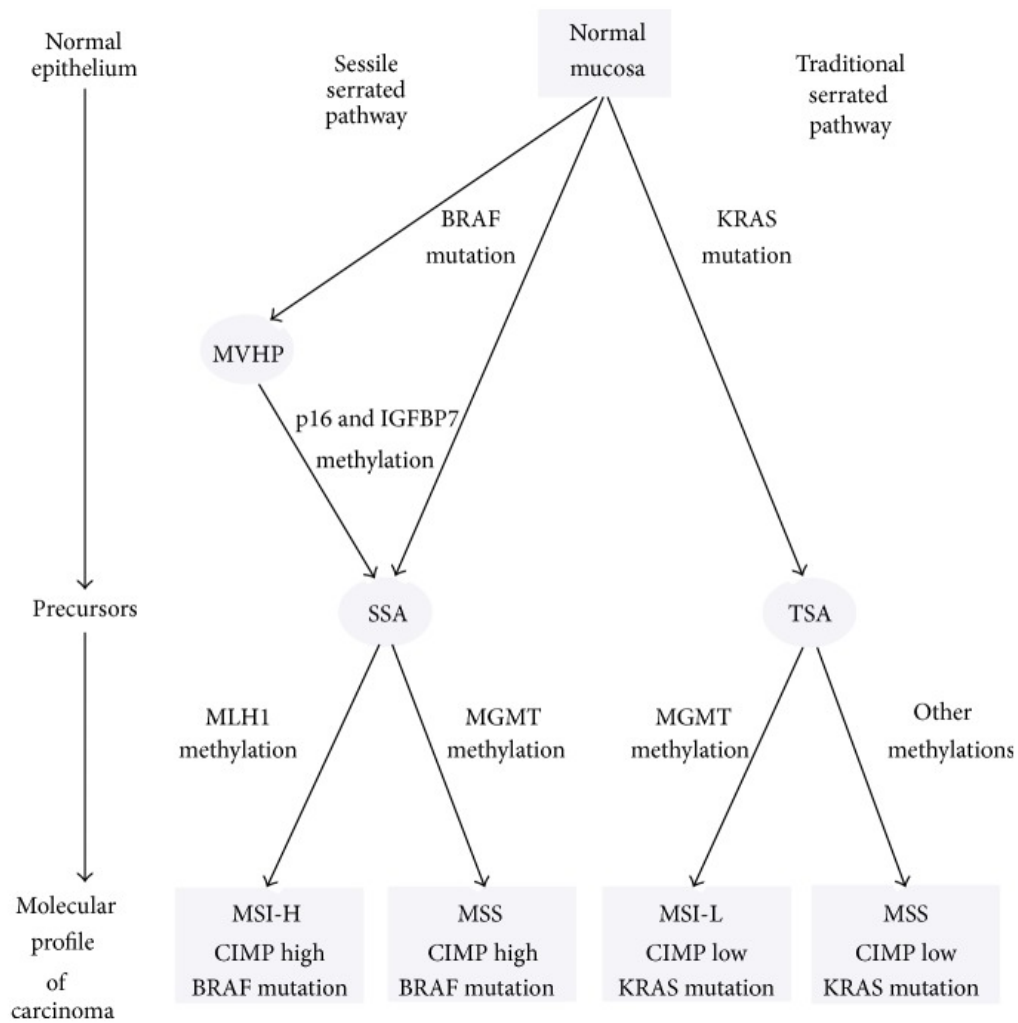 Normal
epithelium
Sessile
serrated
pathway
Normal
mucosa
Traditional
serrated
pathway
BRAF
mutation
KRAS
mutation
MVHP
p16 and IGFBP7
methylation
Precursors
SSA
TSA
MLH1
methylation
MGMT
methylation
MGMT
methylation
Other
methylations
Molecular
profile
of
carcinoma
MSI-H
CIMP high
BRAF mutation
MSS
CIMP high
BRAF mutation
MSI-L
CIMP low
KRAS mutation
MSS
CIMP low
KRAS mutation